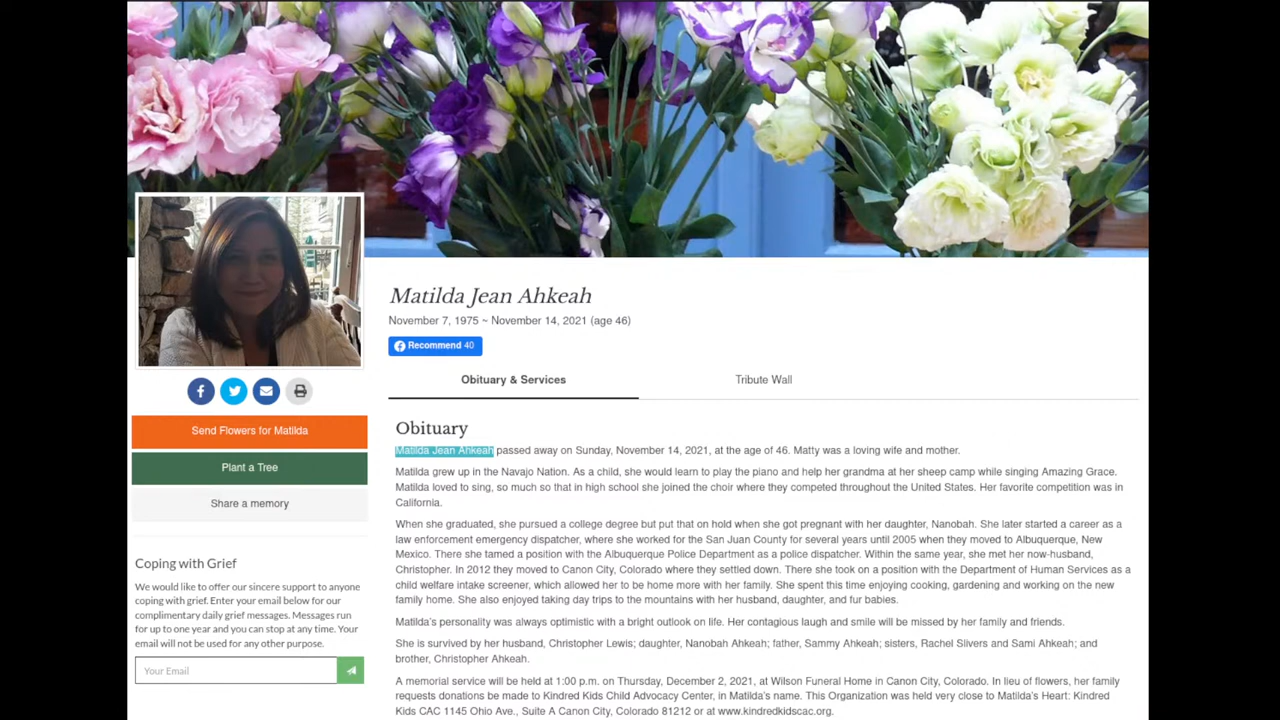 Matilda Jean Ahkeah
November 7, 1975 ~ November 14, 2021 (age 46)
Recommend 40
Obituary & Services
Tribute Wall
Send Flowers for Matilda
Plant a Tree
Share a memory
Coping with Grief
We would like to offer our sincere support to anyone
coping with grief. Enter your email below for our
complimentary daily grief messages. Messages run
for up to one year and you can stop at any time. Your
email will not be used for any other purpose.
Your Email
Obituary
Matilda Jean Ahkeah passed away on Sunday, November 14, 2021, at the age of 46. Matty was a loving wife and mother.
Matilda grew up in the Navajo Nation. As a child, she would learn to play the piano and help her grandma at her sheep camp while singing Amazing Grace.
Matilda loved to sing, so much so that in high school she joined the choir where they competed throughout the United States. Her favorite competition was in
California.
When she graduated, she pursued a college degree but put that on hold when she got pregnant with her daughter, Nanobah. She later started a career as a
law enforcement emergency dispatcher, where she worked for the San Juan County for several years until 2005 when they moved to Albuquerque, New
Mexico. There she tamed a position with the Albuquerque Police Department as a police dispatcher. Within the same year, she met her now-husband,
Christopher. In 2012 they moved to Canon City, Colorado where they settled down. There she took on a position with the Department of Human Services as a
child welfare intake screener, which allowed her to be home more with her family. She spent this time enjoying cooking, gardening and working on the new
family home. She also enjoyed taking day trips to the mountains with her husband, daughter, and fur babies.
Matilda's personality was always optimistic with a bright outlook on life. Her contagious laugh and smile will be missed by her family and friends.
She is survived by her husband, Christopher Lewis; daughter, Nanobah Ahkeah; father, Sammy Ahkeah; sisters, Rachel Slivers and Sami Ahkeah; and
brother, Christopher Ahkeah.
A memorial service will be held at 1:00 p.m. on Thursday, December 2, 2021, at Wilson Funeral Home in Canon City, Colorado. In lieu of flowers, her family
requests donations be made to Kindred Kids Child Advocacy Center, in Matilda's name. This Organization was held very close to Matilda's Heart: Kindred
Kids CAC 1145 Ohio Ave., Suite A Canon City, Colorado 81212 or at www.kindredkidscac.org.